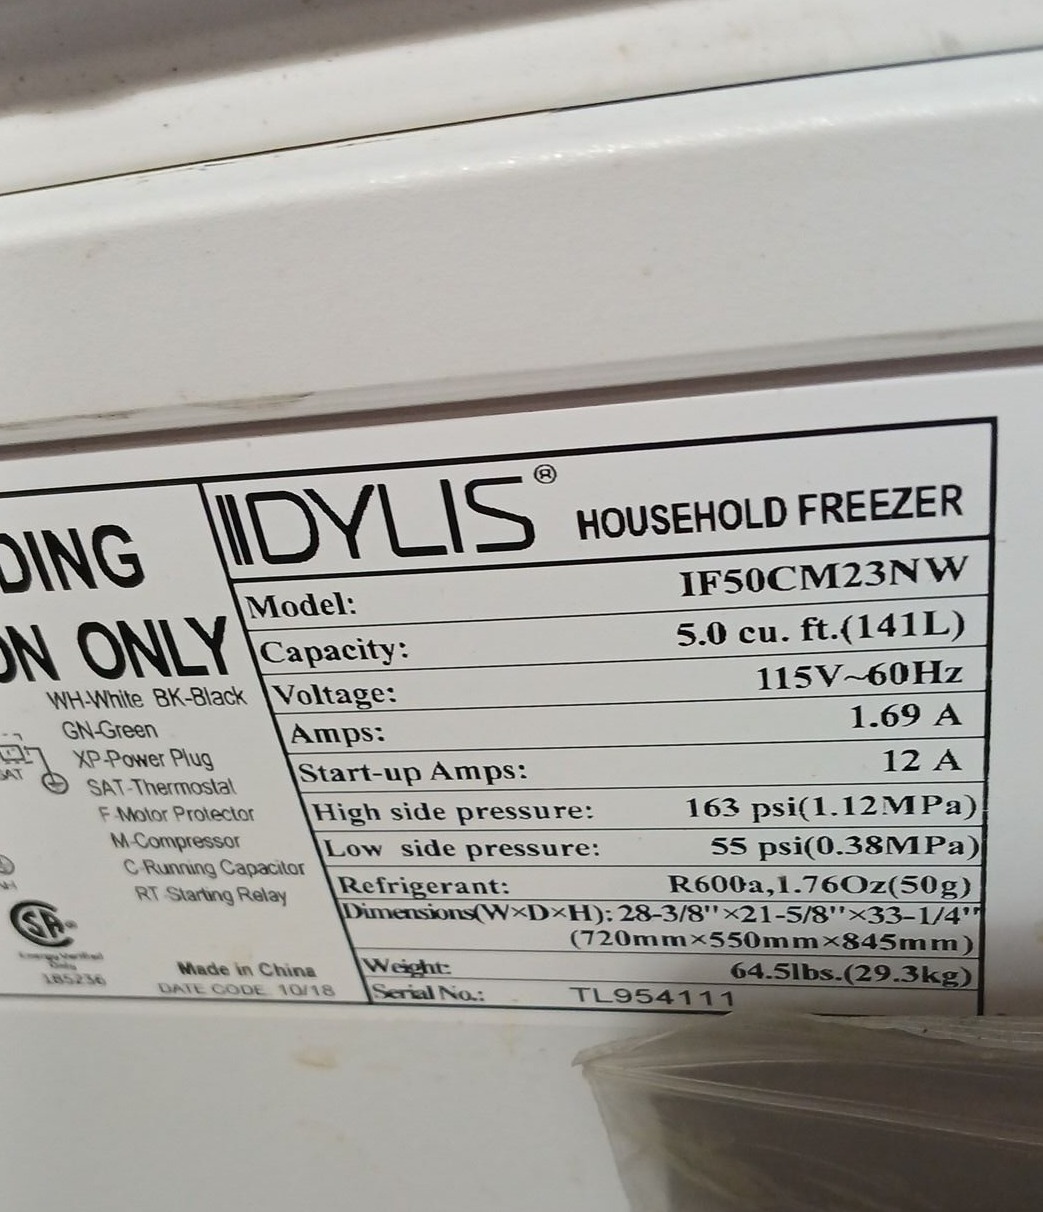 DING
ON ONLY
WH-White BK-Black
GN-Green
XP-Power Plug
SAT
SAT-Thermostat
F-Motor Protector
M-Compressor
C-Running Capacitor
RT-Starting Relay
Energy Verified
Only
185236
Made in China
DATE CODE 10/18
IDYLIS® HOUSEHOLD FREEZER
Model: IF50CM23NW
Capacity: 5.0 cu. ft.(141L)
Voltage: 115V~60Hz
Amps: 1.69 A
Start-up Amps: 12 A
High side pressure: 163 psi(1.12MPa)
Low side pressure: 55 psi(0.38MPa)
Refrigerant: R600a,1.76Oz(50g)
Dimensions(W×D×H): 28-3/8"×21-5/8"×33-1/4"
(720mm×550mm×845mm)
Weight: 64.5lbs.(29.3kg)
Serial No.: TL954111